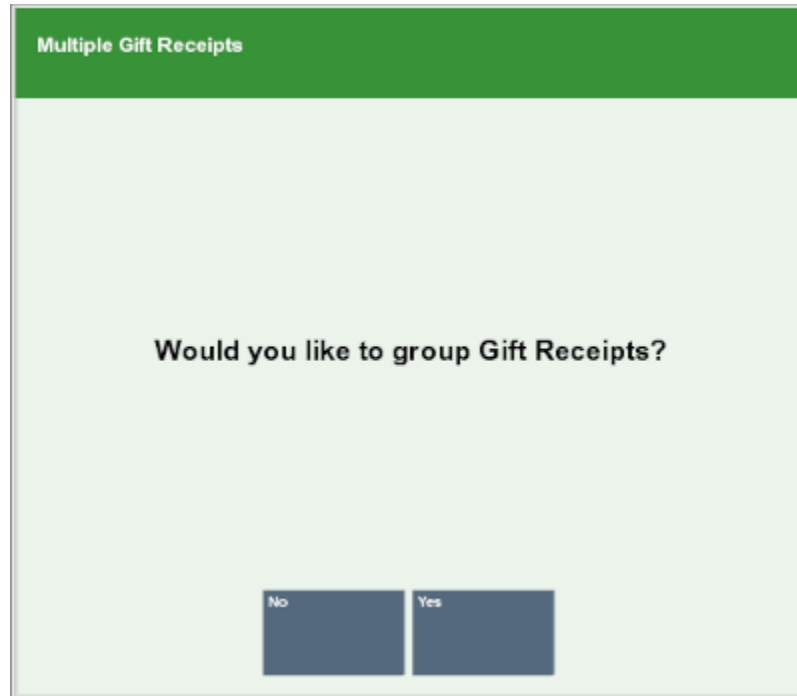 Multiple Gift Receipts
Would you like to group Gift Receipts?
No
Yes